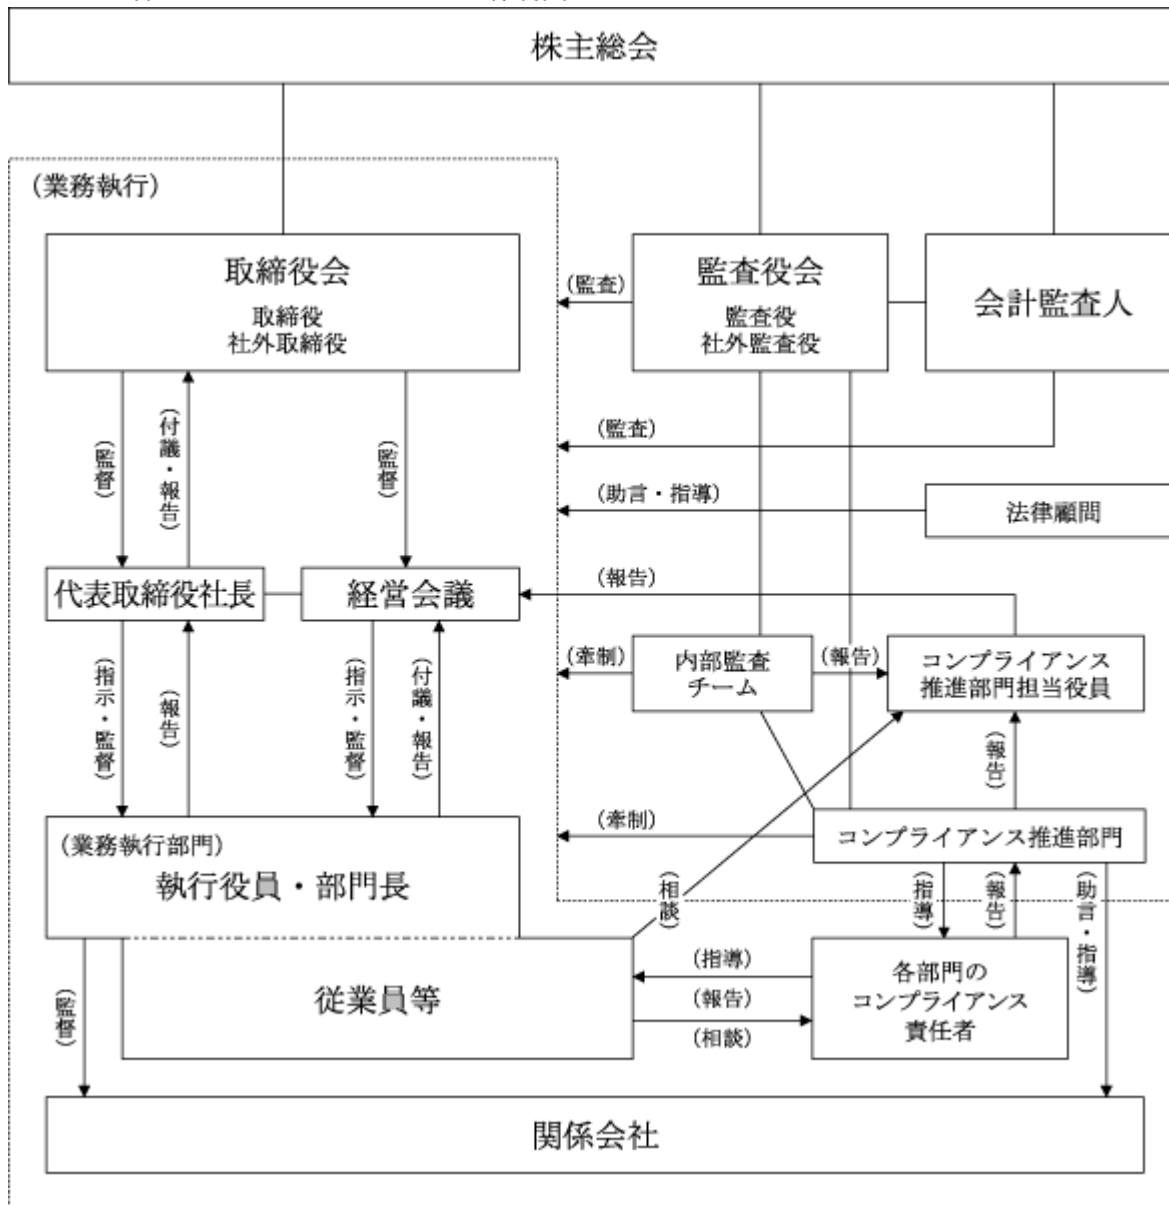 株主総会
(業務執行)
取締役会
取締役
社外取締役
(監査)
監査役会
監査役
社外監査役
会計監査人
(監督)
(付議・報告)
(監督)
(監査)
(助言・指導)
法律顧問
代表取締役社長
経営会議
(報告)
(指示・監督)
(報告)
(指示・監督)
(付議・報告)
(牽制)
内部監査
チーム
(報告)
コンプライアンス
推進部門担当役員
(報告)
(業務執行部門)
執行役員・部門長
(牽制)
コンプライアンス推進部門
(相談)
(指導)
(報告)
(助言・指導)
従業員等
(指導)
(報告)
(相談)
各部門の
コンプライアンス
責任者
(監督)
関係会社